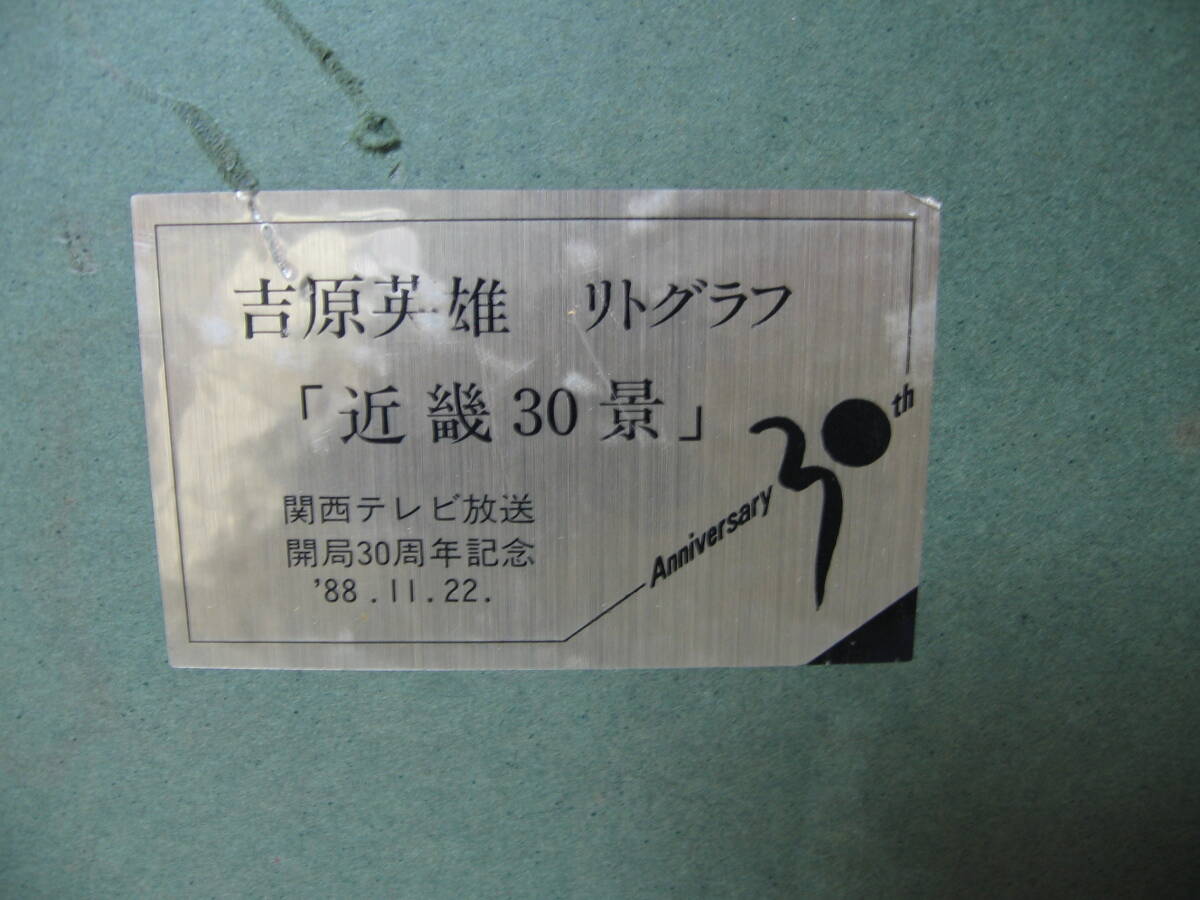 吉原英雄　リトグラフ
「近畿30景」
関西テレビ放送
開局30周年記念
'88.11.22.
30th
Anniversary